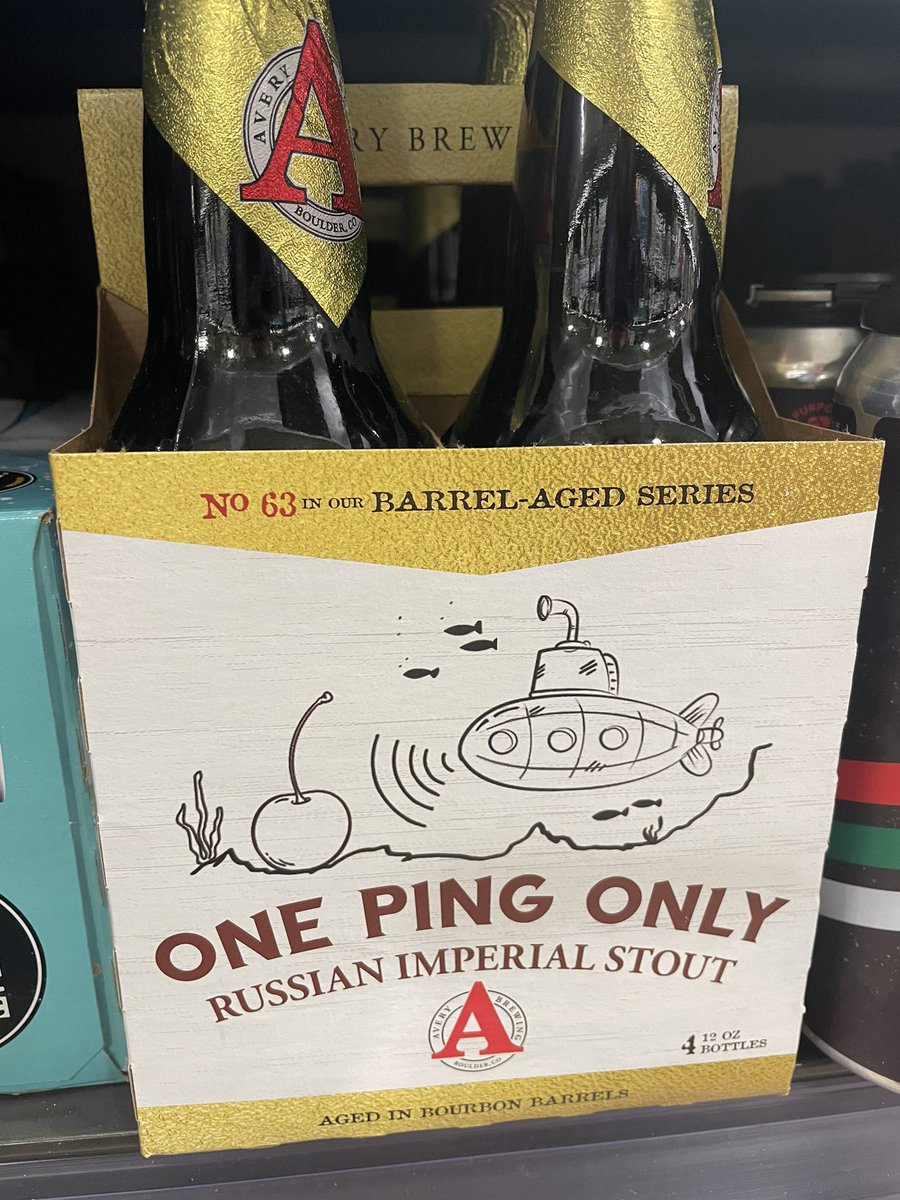 AVERY
A
BOULDER, CO
RY BREW
No 63 IN OUR BARREL-AGED SERIES
ONE PING ONLY
RUSSIAN IMPERIAL STOUT
AVERY BREWING
A
BOULDER, CO
4 12 OZ
BOTTLES
AGED IN BOURBON BARRELS